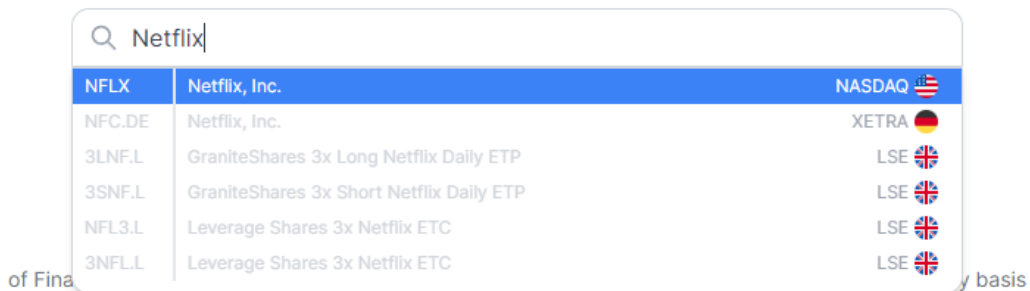 Netflix
NFLX Netflix, Inc. NASDAQ
NFC.DE Netflix, Inc. XETRA
3LNF.L GraniteShares 3x Long Netflix Daily ETP LSE
3SNF.L GraniteShares 3x Short Netflix Daily ETP LSE
NFL3.L Leverage Shares 3x Netflix ETC LSE
3NFL.L Leverage Shares 3x Netflix ETC LSE
of Fina y basis